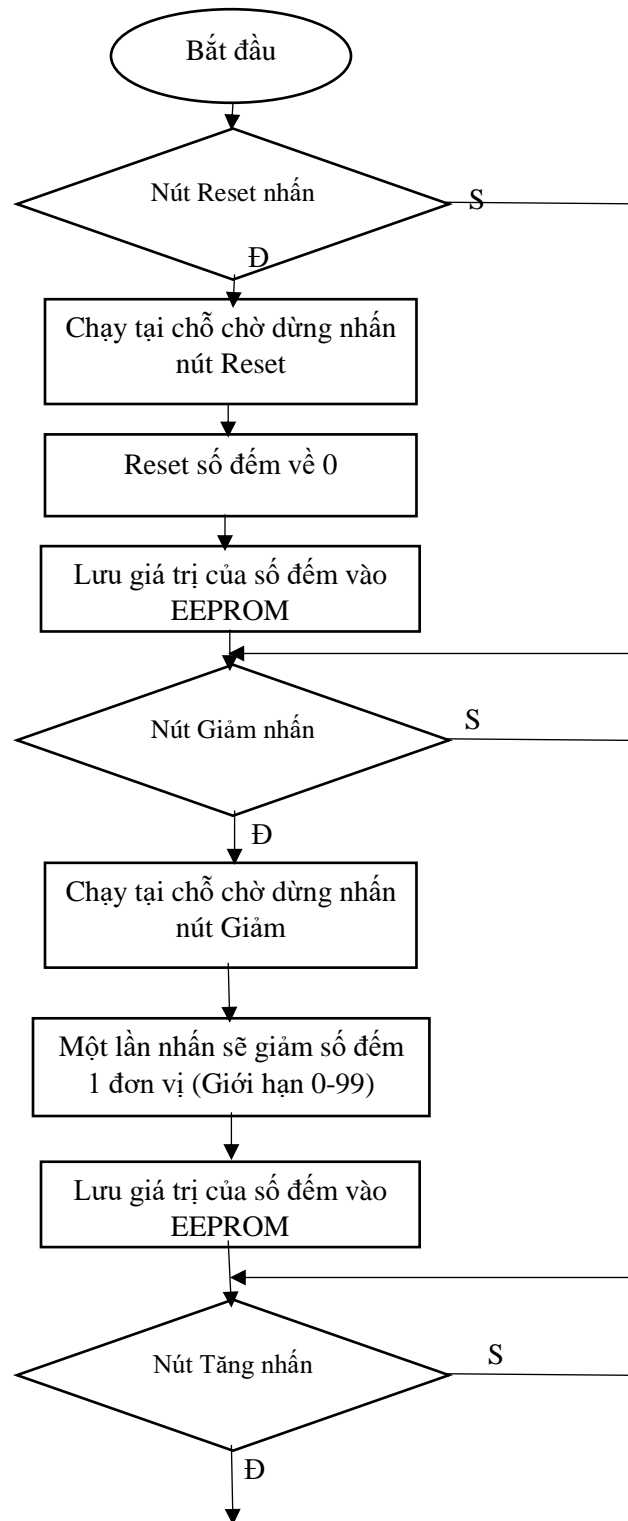 Bắt đầu
Nút Reset nhấn
S
Đ
Chạy tại chỗ chờ dừng nhấn
nút Reset
Reset số đếm về 0
Lưu giá trị của số đếm vào
EEPROM
Nút Giảm nhấn
S
Đ
Chạy tại chỗ chờ dừng nhấn
nút Giảm
Một lần nhấn sẽ giảm số đếm
1 đơn vị (Giới hạn 0-99)
Lưu giá trị của số đếm vào
EEPROM
Nút Tăng nhấn
S
Đ